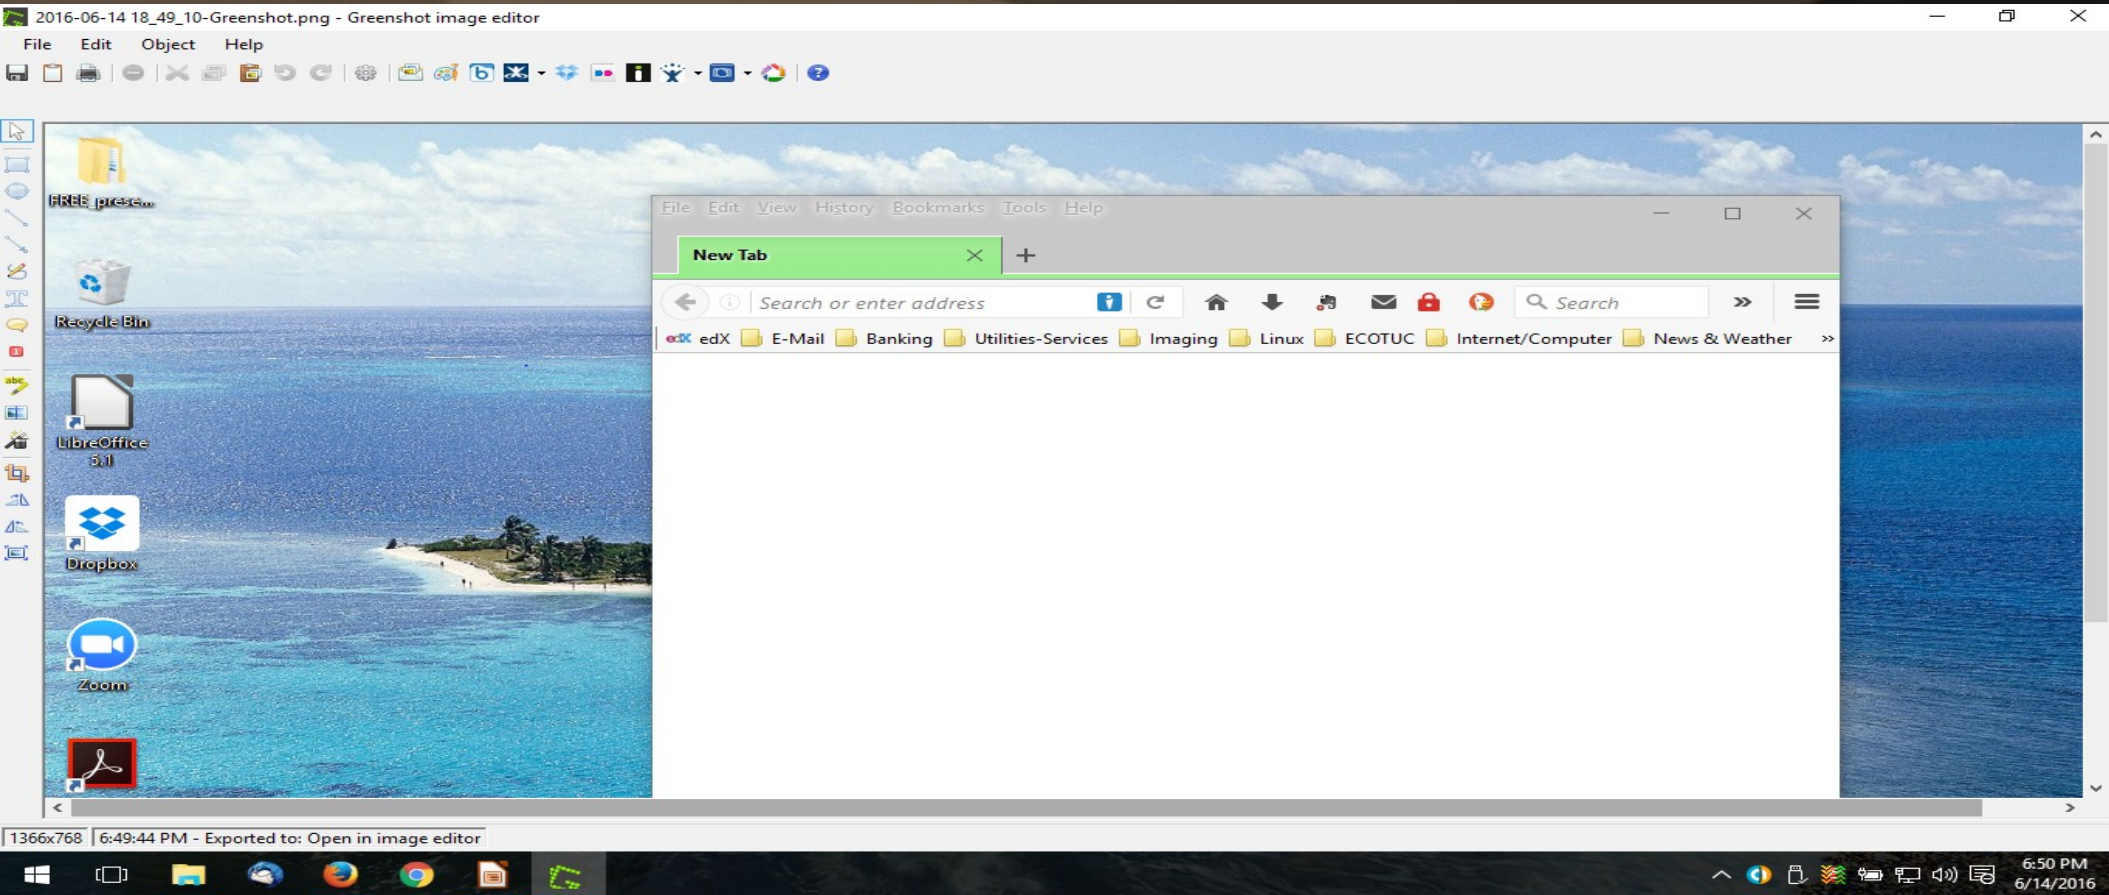 2016-06-14 18_49_10-Greenshot.png - Greenshot image editor
File Edit Object Help
FREE_prese...
Recycle Bin
LibreOffice
5.1
Dropbox
Zoom
File Edit View History Bookmarks Tools Help
New Tab
Search or enter address
Search
edX edX E-Mail Banking Utilities-Services Imaging Linux ECOTUC Internet/Computer News & Weather
1366x768 6:49:44 PM - Exported to: Open in image editor
6:50 PM
6/14/2016